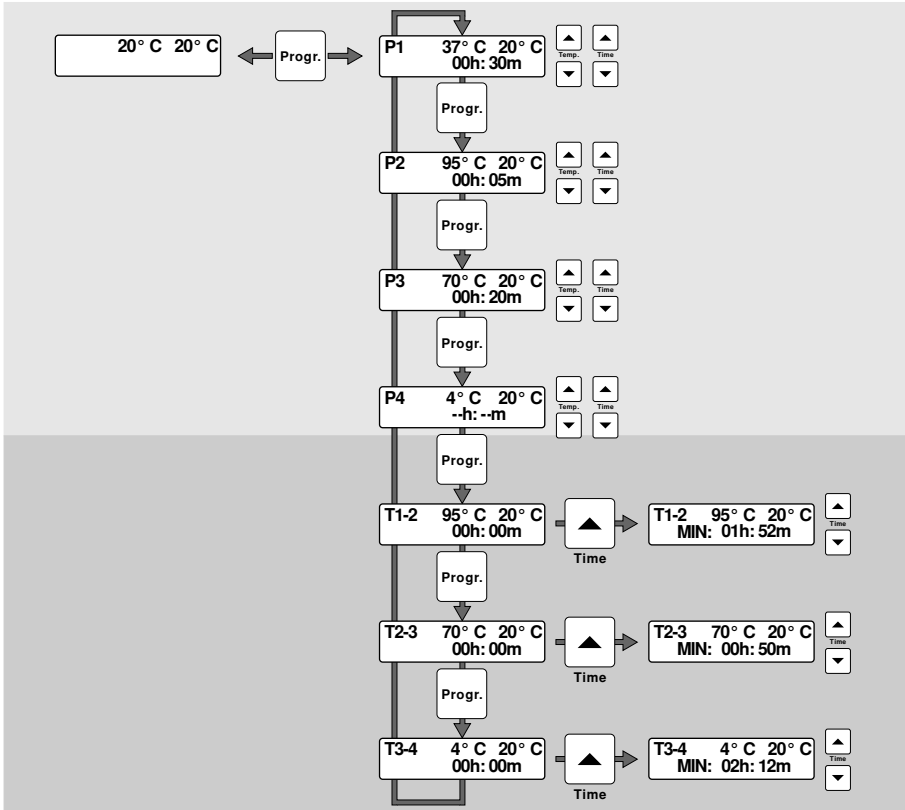 20° C 20° C
Progr.
P1 37° C 20° C
00h: 30m
Temp. Time
Progr.
P2 95° C 20° C
00h: 05m
Temp. Time
Progr.
P3 70° C 20° C
00h: 20m
Temp. Time
Progr.
P4 4° C 20° C
--h: --m
Temp. Time
Progr.
T1-2 95° C 20° C
00h: 00m
Time
T1-2 95° C 20° C
MIN: 01h: 52m
Time
Progr.
T2-3 70° C 20° C
00h: 00m
Time
T2-3 70° C 20° C
MIN: 00h: 50m
Time
Progr.
T3-4 4° C 20° C
00h: 00m
Time
T3-4 4° C 20° C
MIN: 02h: 12m
Time